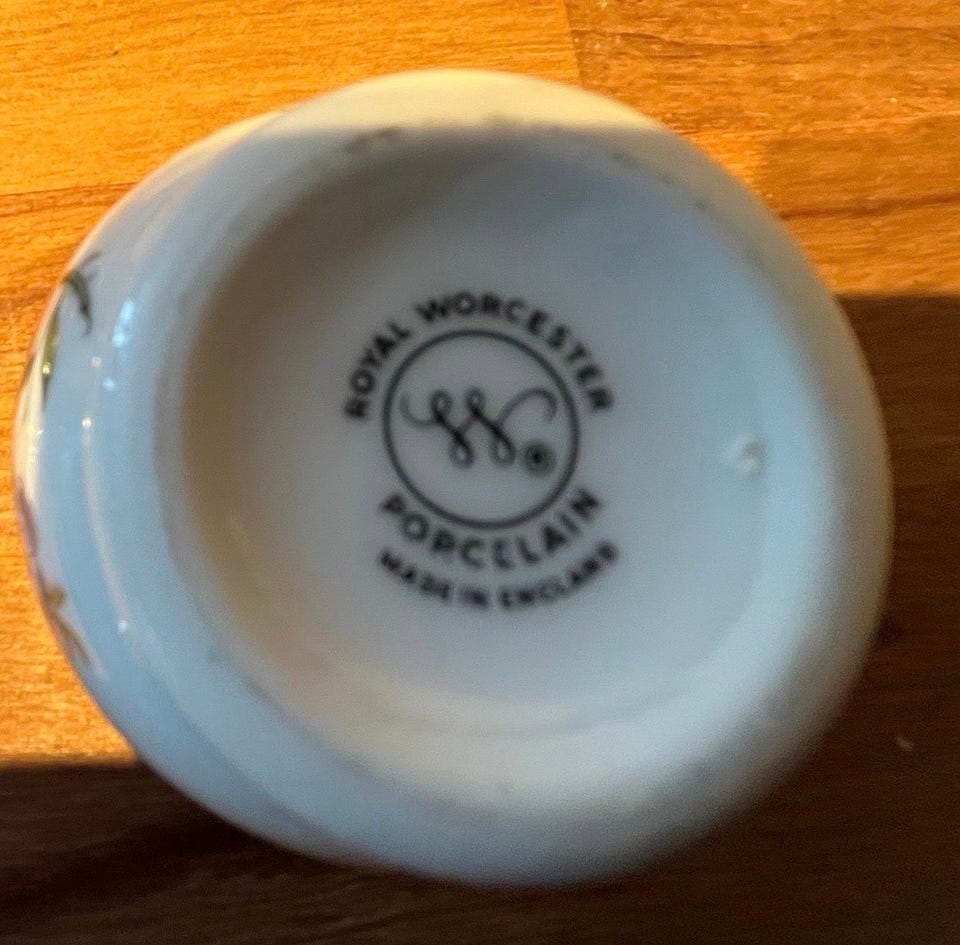 ROYAL WORCESTER
W®
PORCELAIN
MADE IN ENGLAND